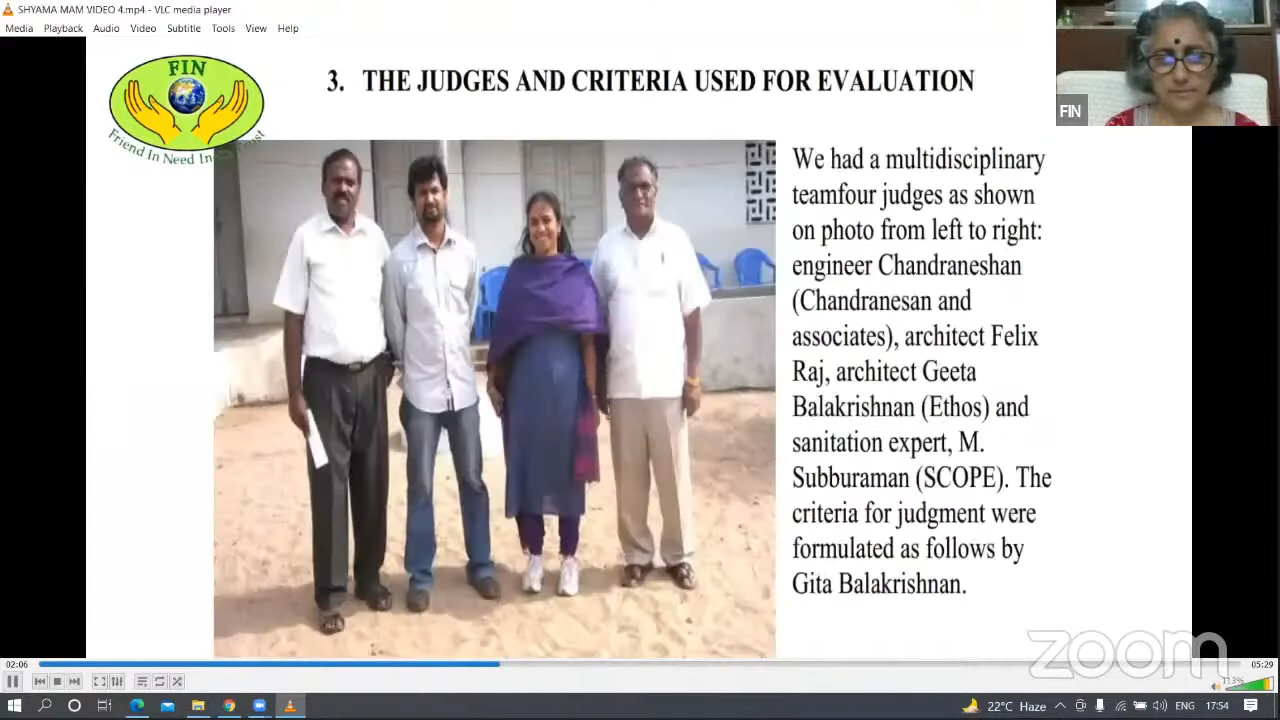 SHYAMA MAM VIDEO 4.mp4 - VLC media player
Media Playback Audio Video Subtitle Tools View Help
FIN
Friend In Need In
3. THE JUDGES AND CRITERIA USED FOR EVALUATION
FIN
We had a multidisciplinary
teamfour judges as shown
on photo from left to right:
engineer Chandraneshan
(Chandranesan and
associates), architect Felix
Raj, architect Geeta
Balakrishnan (Ethos) and
sanitation expert, M.
Subburaman (SCOPE). The
criteria for judgment were
formulated as follows by
Gita Balakrishnan.
zoom
02:06
05:29
113%
22°C Haze
ENG
17:54